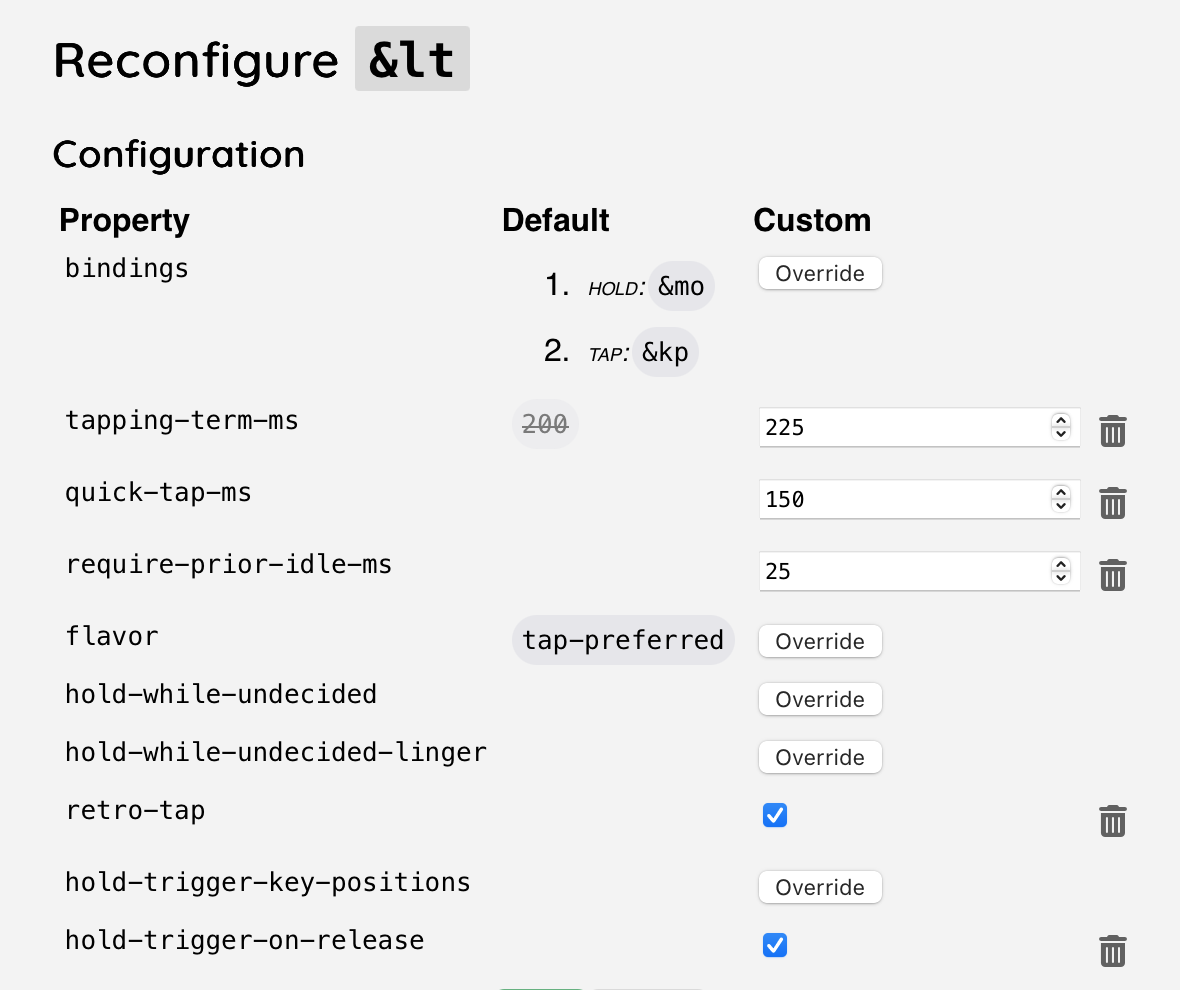 Reconfigure &lt
Configuration
Property Default Custom
bindings 1. HOLD: &mo Override
2. TAP: &kp
tapping-term-ms 200 225
quick-tap-ms 150
require-prior-idle-ms 25
flavor tap-preferred Override
hold-while-undecided Override
hold-while-undecided-linger Override
retro-tap
hold-trigger-key-positions Override
hold-trigger-on-release